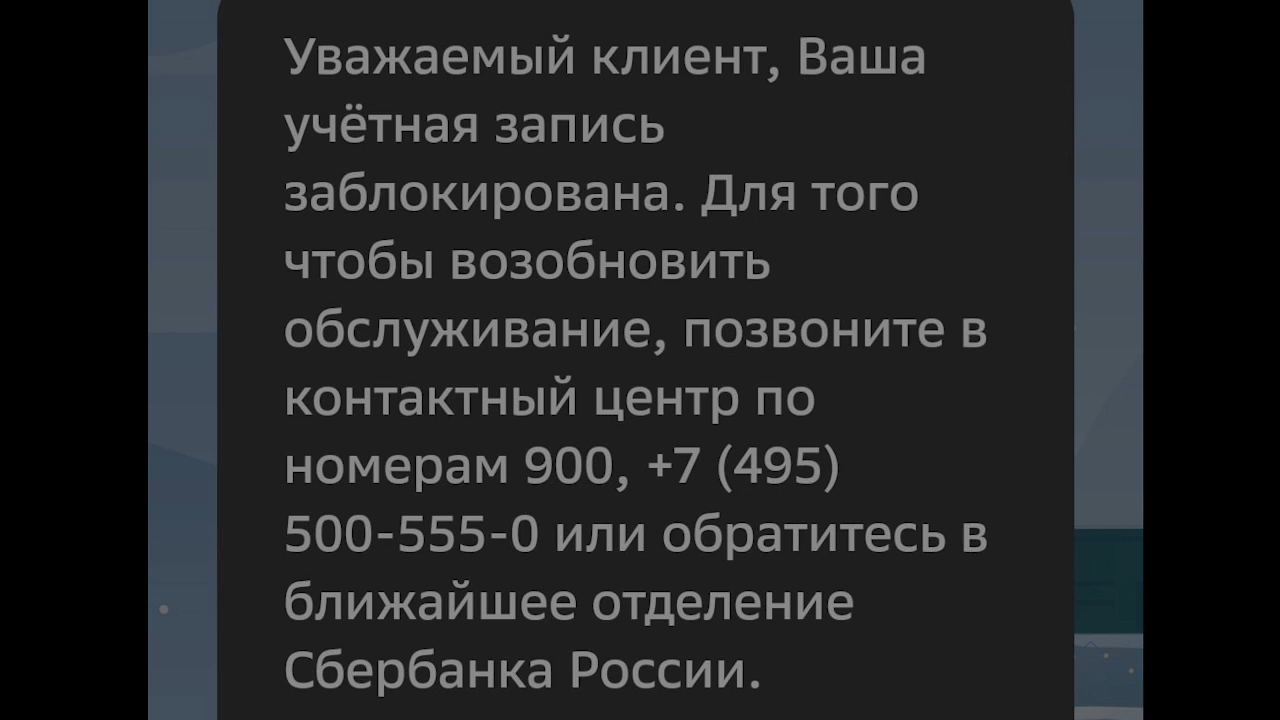 Уважаемый клиент, Ваша
учётная запись
заблокирована. Для того
чтобы возобновить
обслуживание, позвоните в
контактный центр по
номерам 900, +7 (495)
500-555-0 или обратитесь в
ближайшее отделение
Сбербанка России.